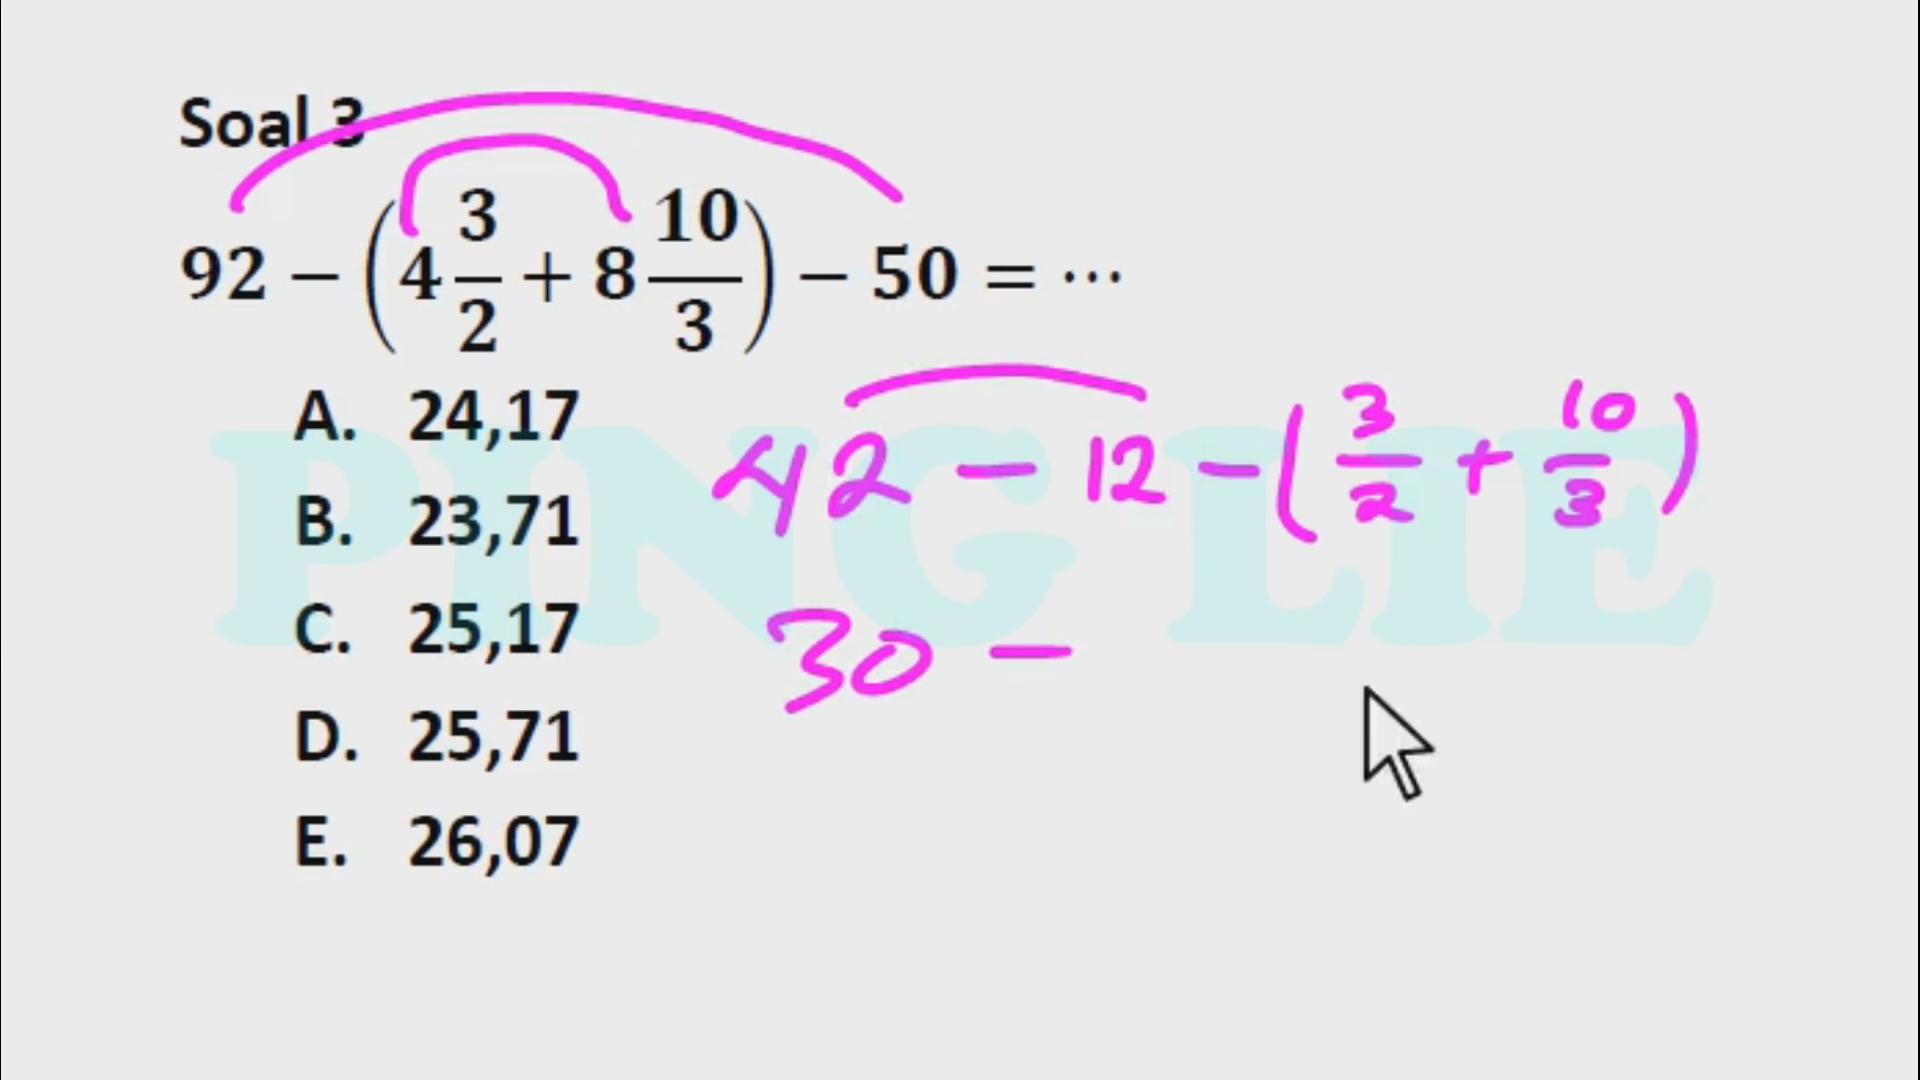 Soal 3
92 − (4 3/2 + 8 10/3) − 50 = ⋯
A. 24,17
B. 23,71
C. 25,17
D. 25,71
E. 26,07
42 − 12 − (3/2 + 10/3)
30 −
PING LIE